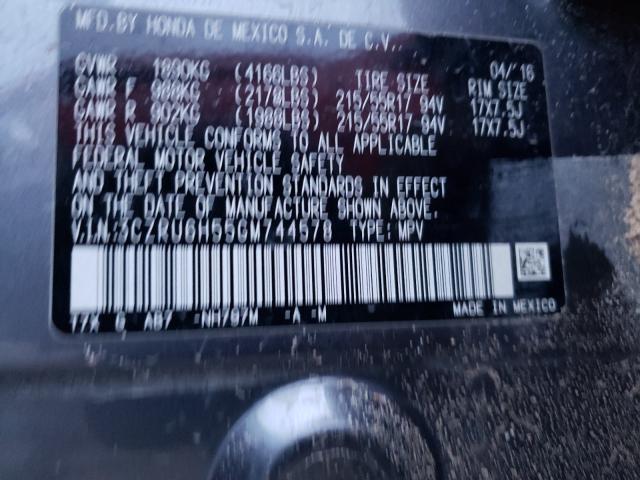 MFD.BY HONDA DE MEXICO S.A. DE C.V..
04/'16
GVWR 1890KG (4166LBS) TIRE SIZE RIM SIZE
GAWR F 988KG (2178LBS) 215/55R17 94V 17X7.5J
GAWR R 902KG (1988LBS) 215/55R17 94V 17X7.5J
THIS VEHICLE CONFORMS TO ALL APPLICABLE
FEDERAL MOTOR VEHICLE SAFETY
AND THEFT PREVENTION STANDARDS IN EFFECT
ON THE DATE OF MANUFACTURE SHOWN ABOVE.
V.I.N:3CZRU6H55GM744578 TYPE: MPV
T7X G AB7 NH797M A M
MADE IN MEXICO